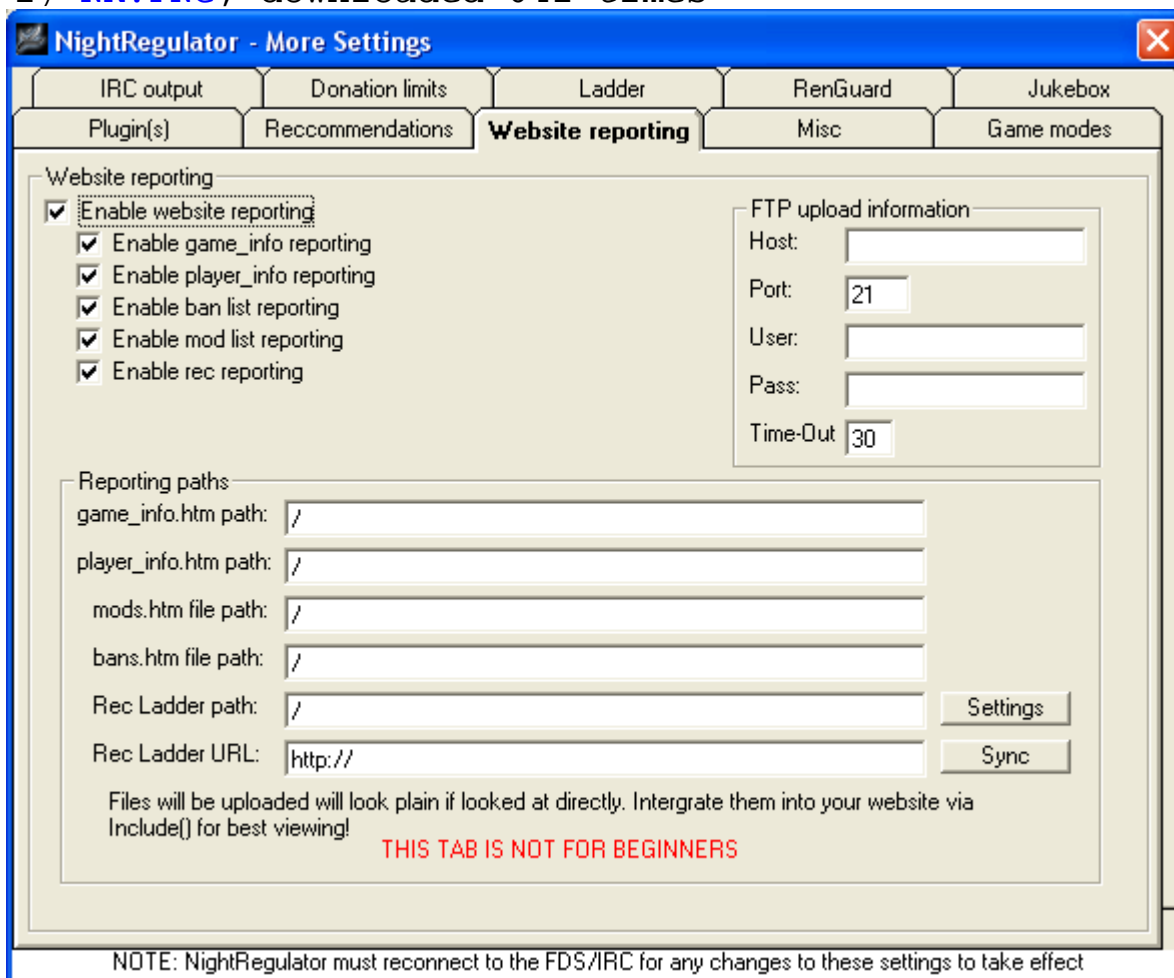 NightRegulator - More Settings
IRC output Donation limits Ladder RenGuard Jukebox
Plugin(s) Reccommendations Website reporting Misc Game modes
Website reporting
Enable website reporting
Enable game_info reporting
Enable player_info reporting
Enable ban list reporting
Enable mod list reporting
Enable rec reporting
FTP upload information
Host:
Port: 21
User:
Pass:
Time-Out 30
Reporting paths
game_info.htm path: /
player_info.htm path: /
mods.htm file path: /
bans.htm file path: /
Rec Ladder path: / Settings
Rec Ladder URL: http:// Sync
Files will be uploaded will look plain if looked at directly. Intergrate them into your website via
Include() for best viewing!
THIS TAB IS NOT FOR BEGINNERS
NOTE: NightRegulator must reconnect to the FDS/IRC for any changes to these settings to take effect